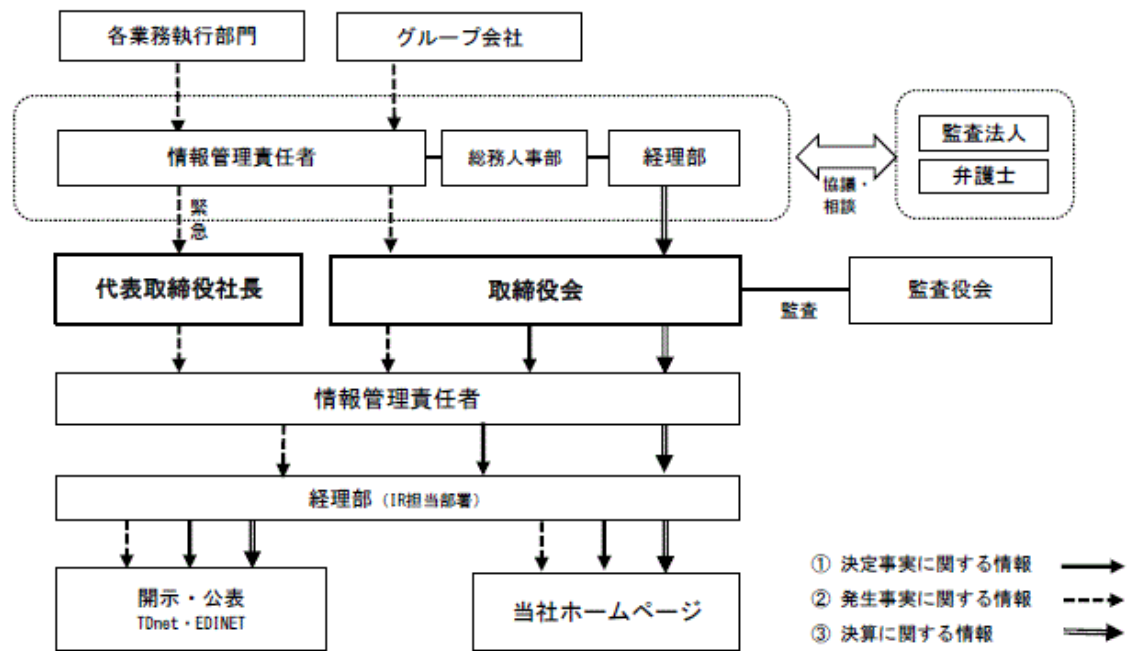 各業務執行部門
グループ会社
情報管理責任者
総務人事部
経理部
協議・
相談
監査法人
弁護士
緊
急
代表取締役社長
取締役会
監査
監査役会
情報管理責任者
経理部（IR担当部署）
開示・公表
TDnet・EDINET
当社ホームページ
① 決定事実に関する情報
② 発生事実に関する情報
③ 決算に関する情報